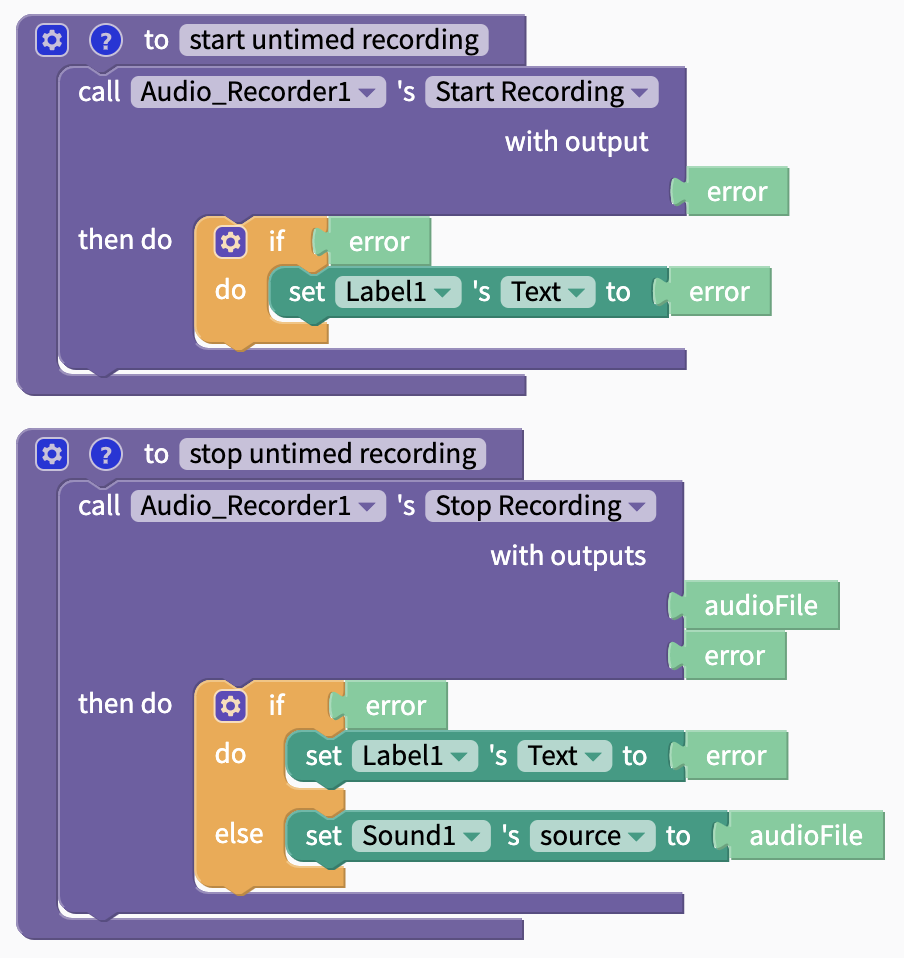 ? to start untimed recording
call Audio_Recorder1 's Start Recording
with output
error
then do if error
do set Label1 's Text to error
? to stop untimed recording
call Audio_Recorder1 's Stop Recording
with outputs
audioFile
error
then do if error
do set Label1 's Text to error
else set Sound1 's source to audioFile